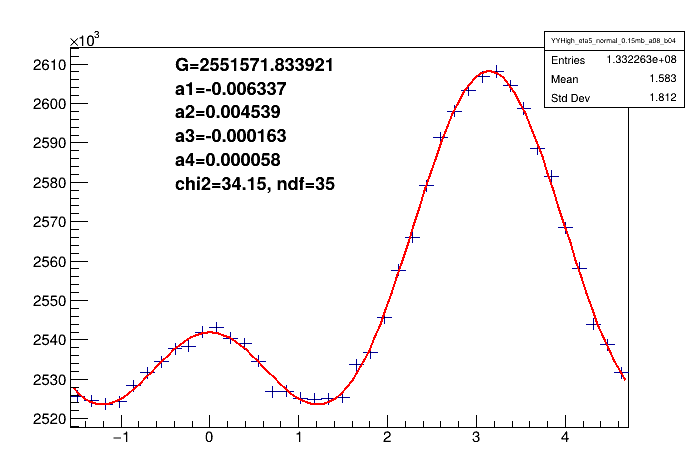 ×10³
YYHigh_eta5_normal_0.15mb_a08_b04
Entries 1.332263e+08
Mean 1.583
Std Dev 1.812
G=2551571.833921
a1=-0.006337
a2=0.004539
a3=-0.000163
a4=0.000058
chi2=34.15, ndf=35
2610
2600
2590
2580
2570
2560
2550
2540
2530
2520
−1 0 1 2 3 4